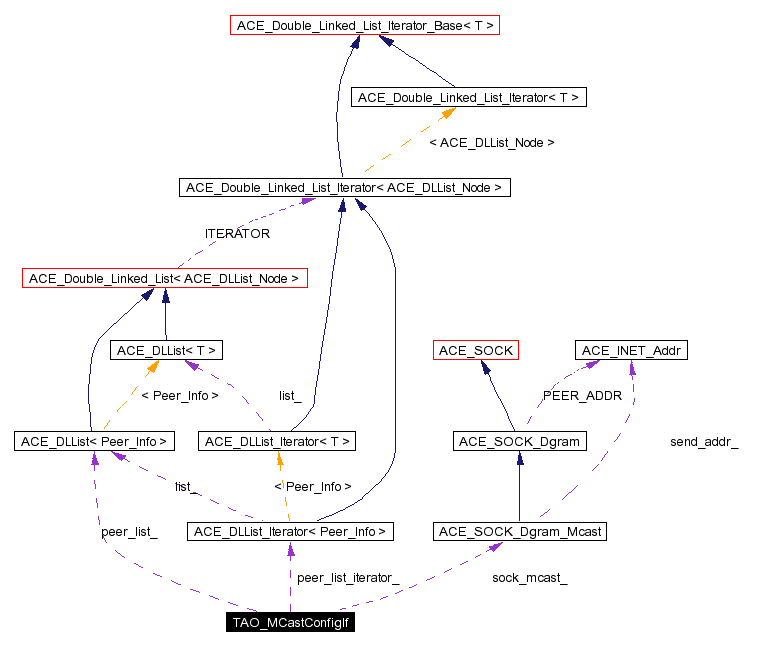 ACE_Double_Linked_List_Iterator_Base< T >
ACE_Double_Linked_List_Iterator< T >
< ACE_DLList_Node >
ACE_Double_Linked_List_Iterator< ACE_DLList_Node >
ITERATOR
ACE_Double_Linked_List< ACE_DLList_Node >
ACE_DLList< T >
ACE_SOCK
ACE_INET_Addr
< Peer_Info >
list_
PEER_ADDR
ACE_DLList< Peer_Info >
ACE_DLList_Iterator< T >
ACE_SOCK_Dgram
send_addr_
list_
< Peer_Info >
peer_list_
ACE_DLList_Iterator< Peer_Info >
ACE_SOCK_Dgram_Mcast
peer_list_iterator_
sock_mcast_
TAO_MCastConfigIf